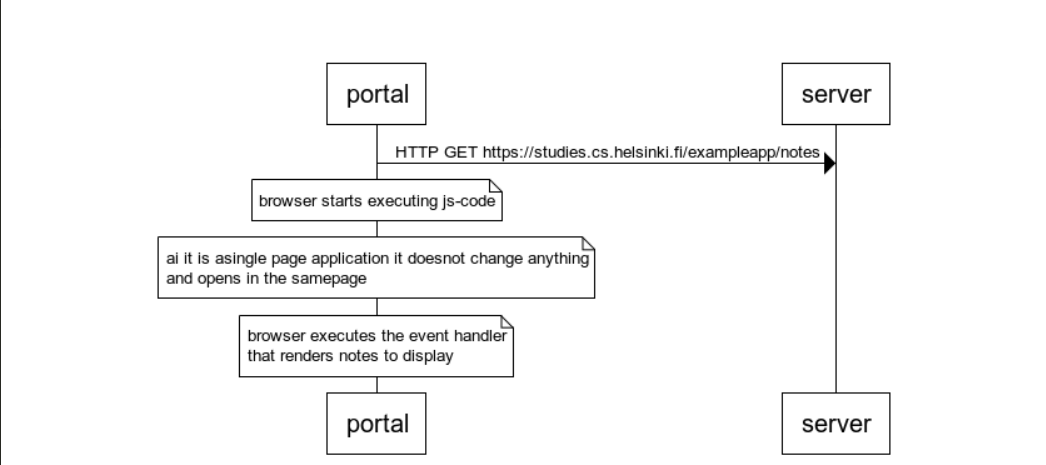 portal
server
HTTP GET https://studies.cs.helsinki.fi/exampleapp/notes
browser starts executing js-code
ai it is asingle page application it doesnot change anything
and opens in the samepage
browser executes the event handler
that renders notes to display
portal
server